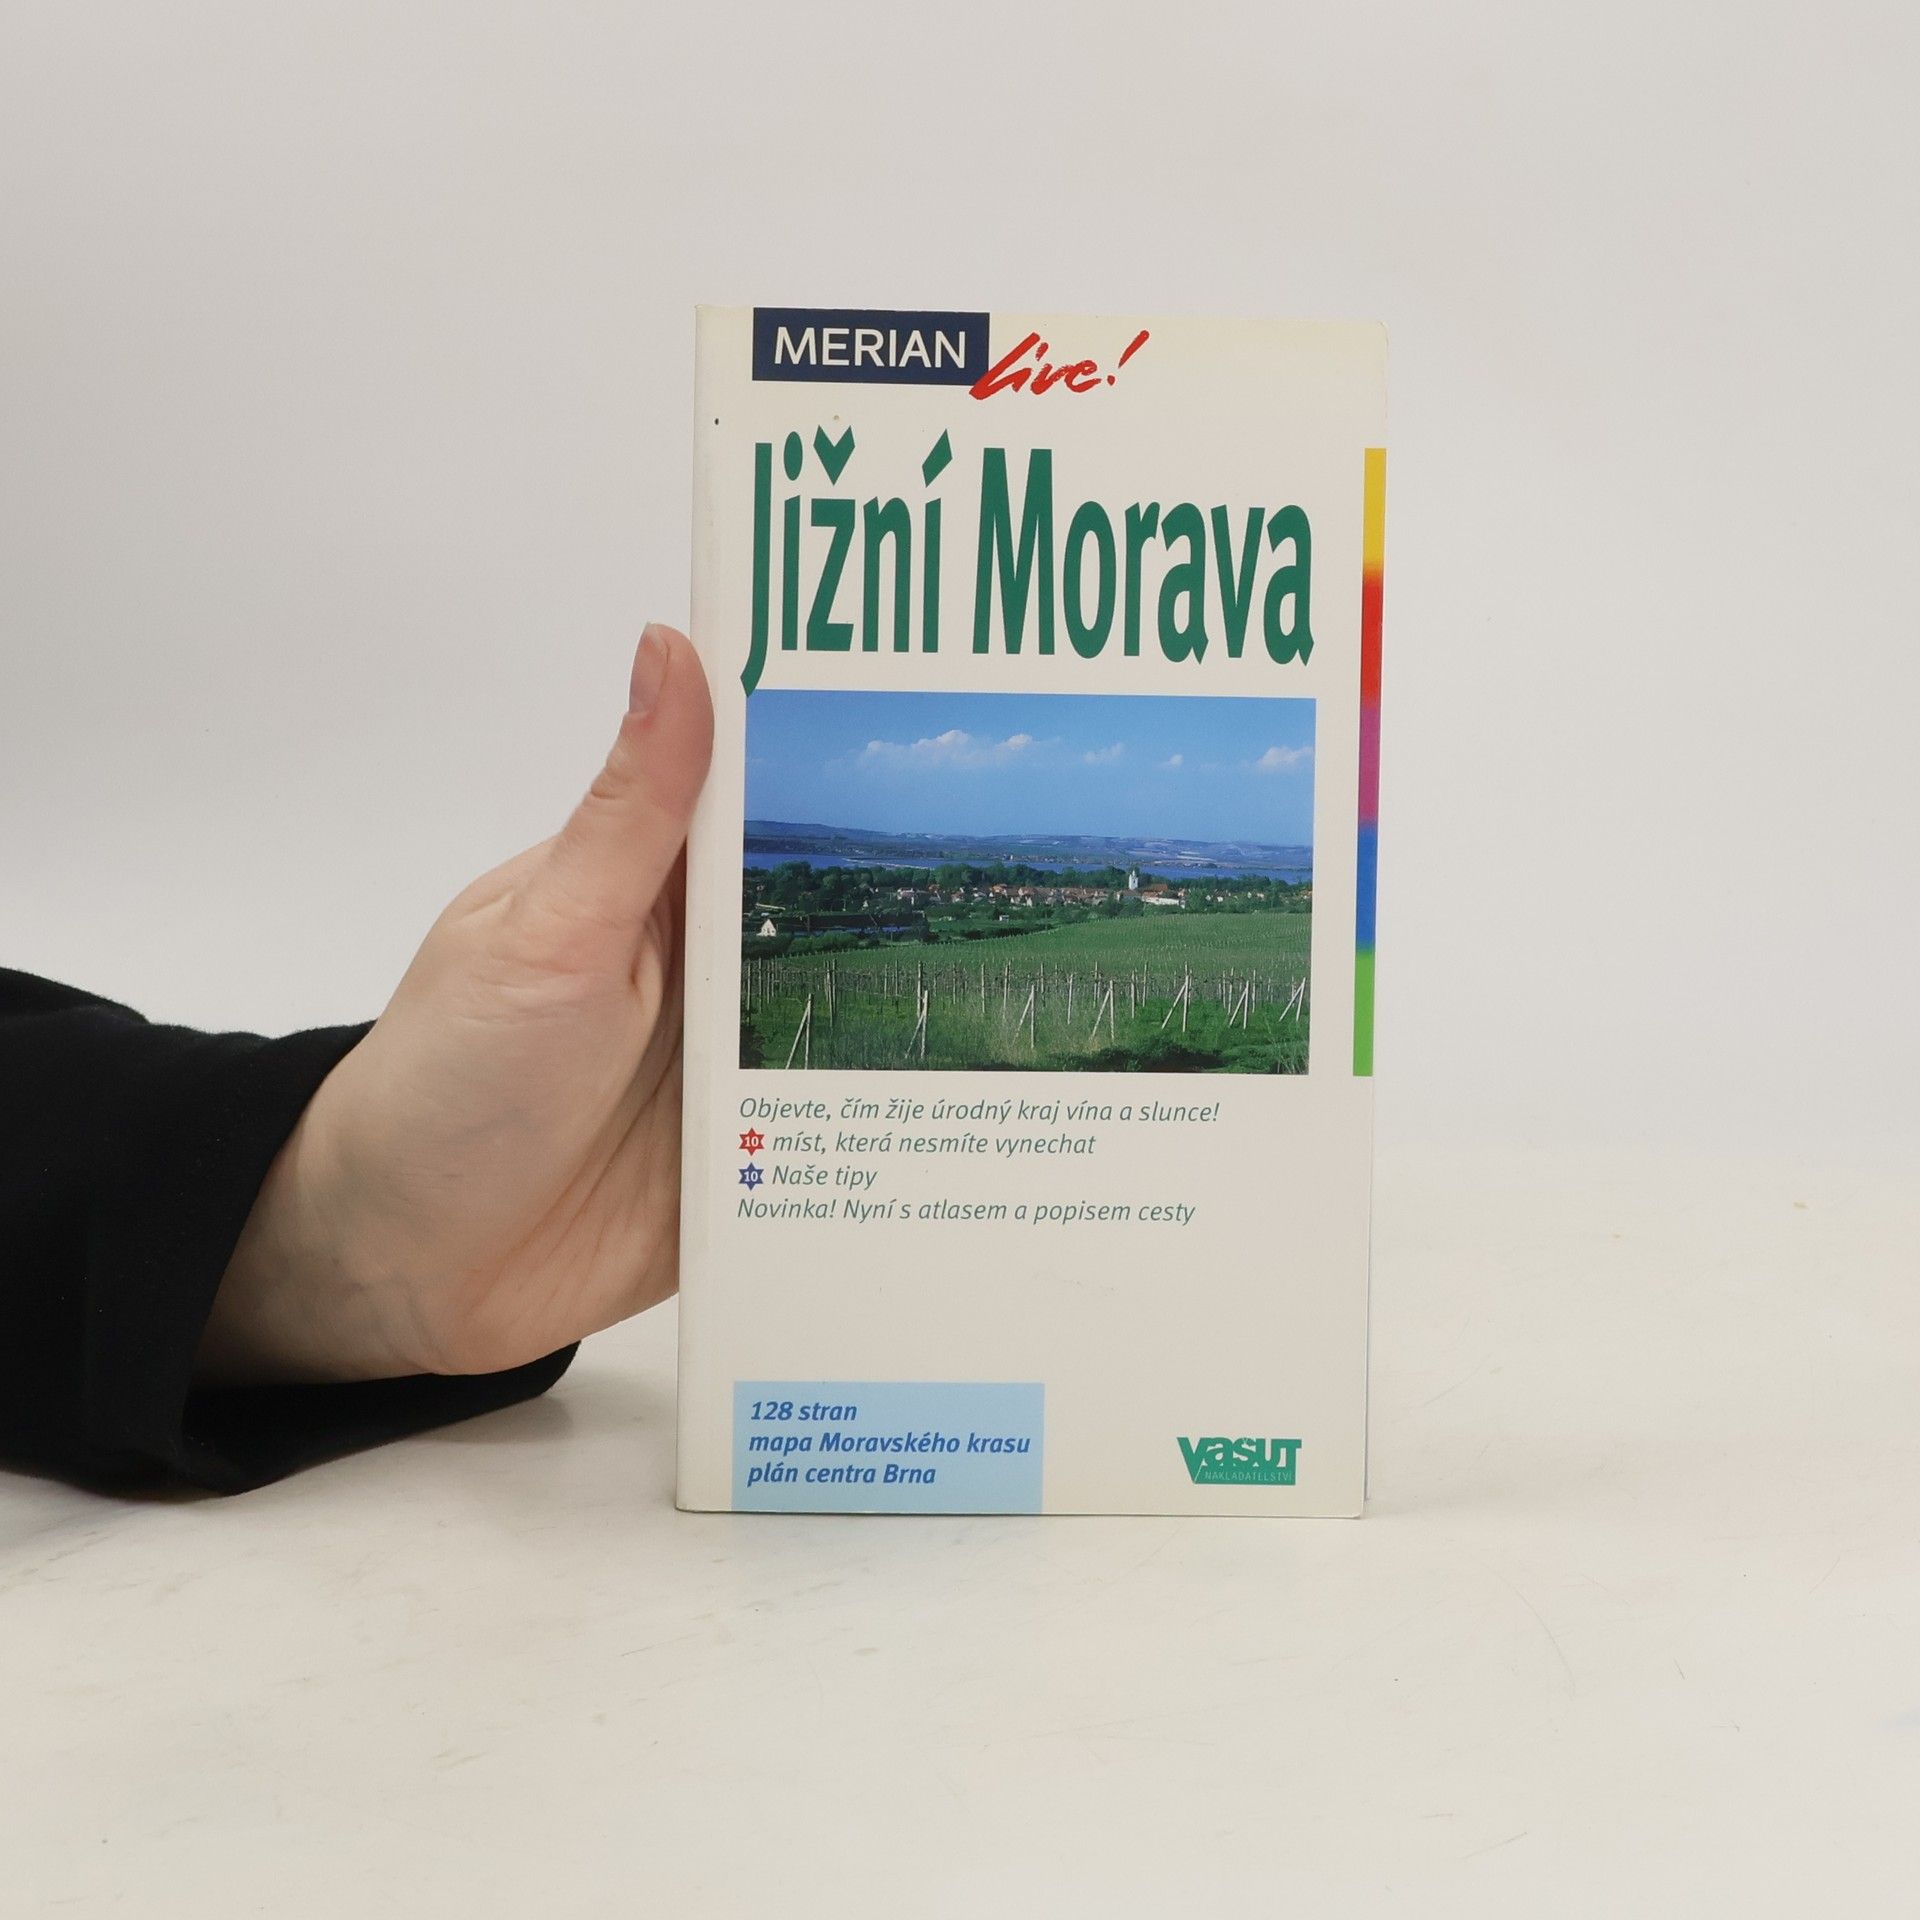 MERIAN live!
Jižní Morava
Objevte, čím žije úrodný kraj vína a slunce!
10 míst, která nesmíte vynechat
10 Naše tipy
Novinka! Nyní s atlasem a popisem cesty
128 stran
mapa Moravského krasu
plán centra Brna
vašut
NAKLADATELSTVÍ